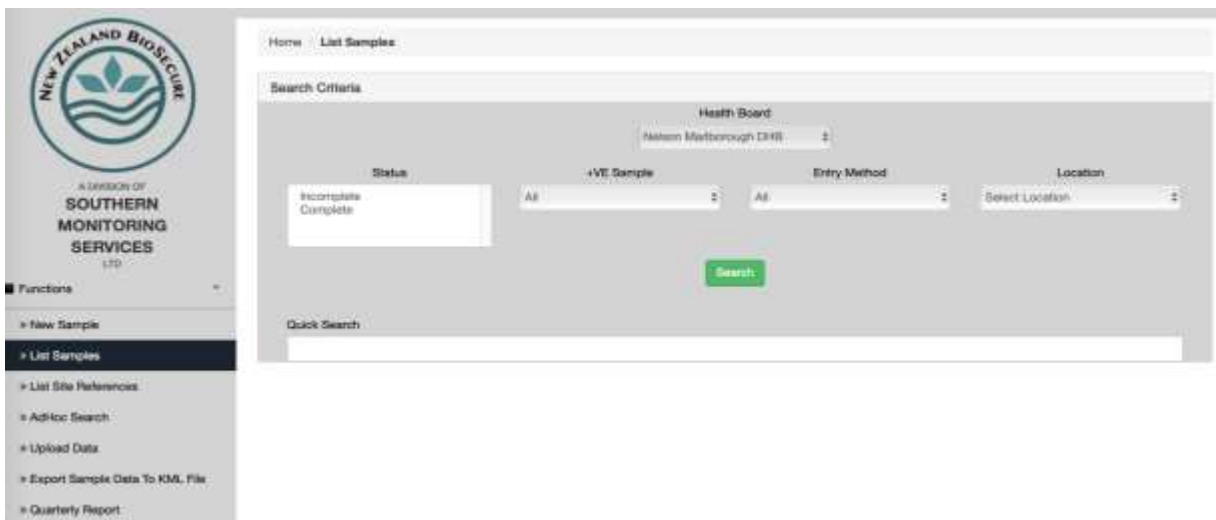 NEW ZEALAND BIOSECURE
A DIVISION OF
SOUTHERN
MONITORING
SERVICES
LTD
Functions
» New Sample
» List Samples
» List Site References
» AdHoc Search
» Upload Data
» Export Sample Data To KML File
» Quarterly Report
Home / List Samples
Search Criteria
Health Board
Nelson Marlborough DHB
Status
+VE Sample
Entry Method
Location
Incomplete
Complete
All
All
Select Location
Search
Quick Search